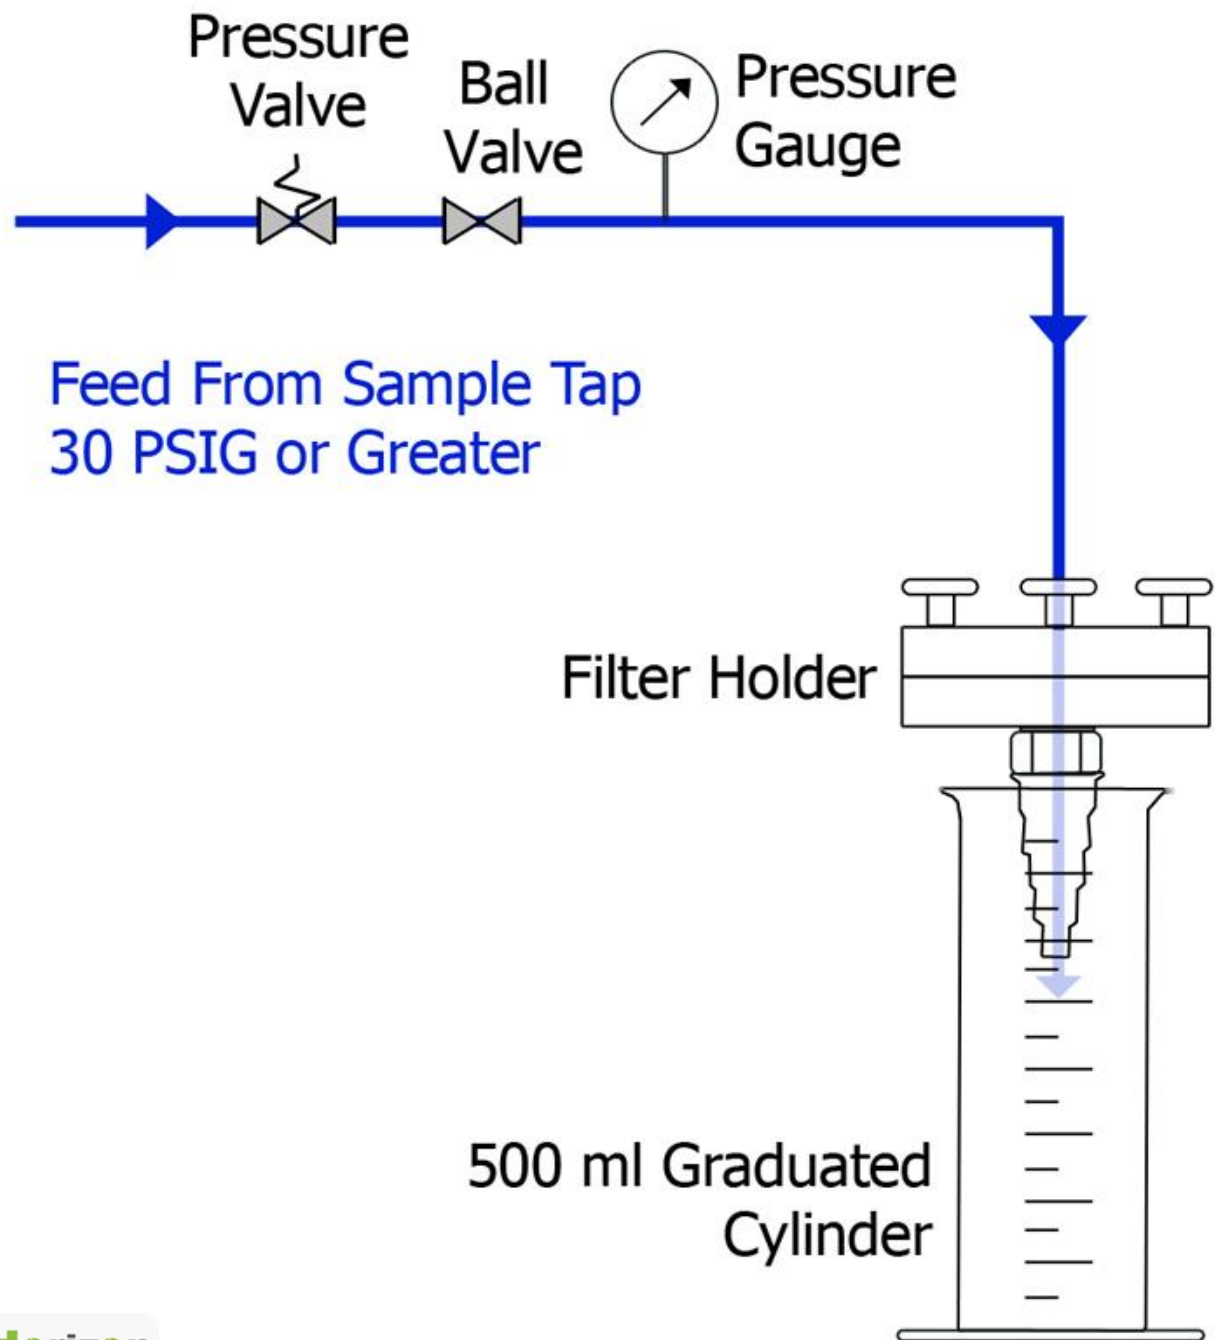 Pressure
Valve
Ball
Valve
Pressure
Gauge
Feed From Sample Tap
30 PSIG or Greater
Filter Holder
500 ml Graduated
Cylinder